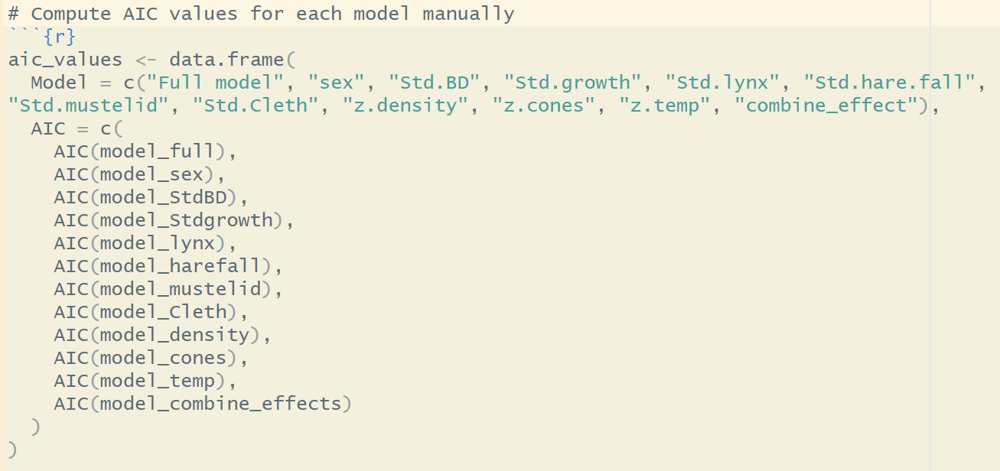 # Compute AIC values for each model manually
```{r}
aic_values <- data.frame(
  Model = c("Full model", "sex", "Std.BD", "Std.growth", "Std.lynx", "Std.hare.fall",
"Std.mustelid", "Std.Cleth", "z.density", "z.cones", "z.temp", "combine_effect"),
  AIC = c(
    AIC(model_full),
    AIC(model_sex),
    AIC(model_StdBD),
    AIC(model_Stdgrowth),
    AIC(model_lynx),
    AIC(model_harefall),
    AIC(model_mustelid),
    AIC(model_Cleth),
    AIC(model_density),
    AIC(model_cones),
    AIC(model_temp),
    AIC(model_combine_effects)
  )
)